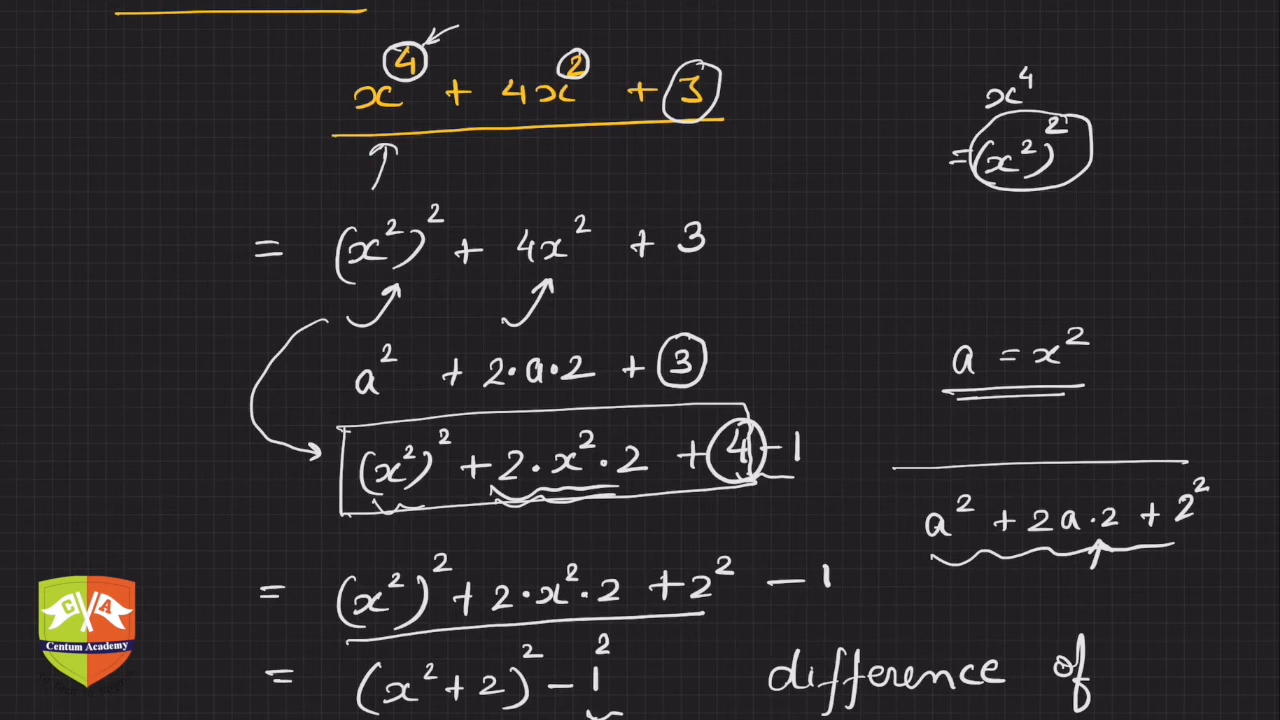 x⁴ + 4x² + 3
x⁴
= (x²)²
= (x²)² + 4x² + 3
a² + 2·a·2 + 3
a = x²
(x²)² + 2·x²·2 + 4 - 1
a² + 2a·2 + 2²
= (x²)² + 2·x²·2 + 2² - 1
= (x²+2)² - 1²
difference of
C A
Centum Academy